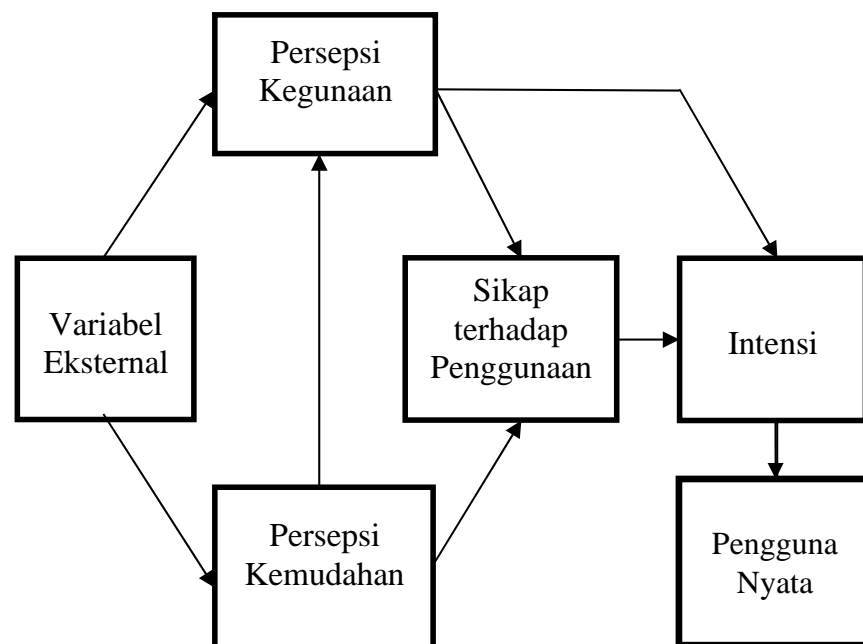 Persepsi
Kegunaan
Variabel
Eksternal
Sikap
terhadap
Penggunaan
Intensi
Persepsi
Kemudahan
Pengguna
Nyata